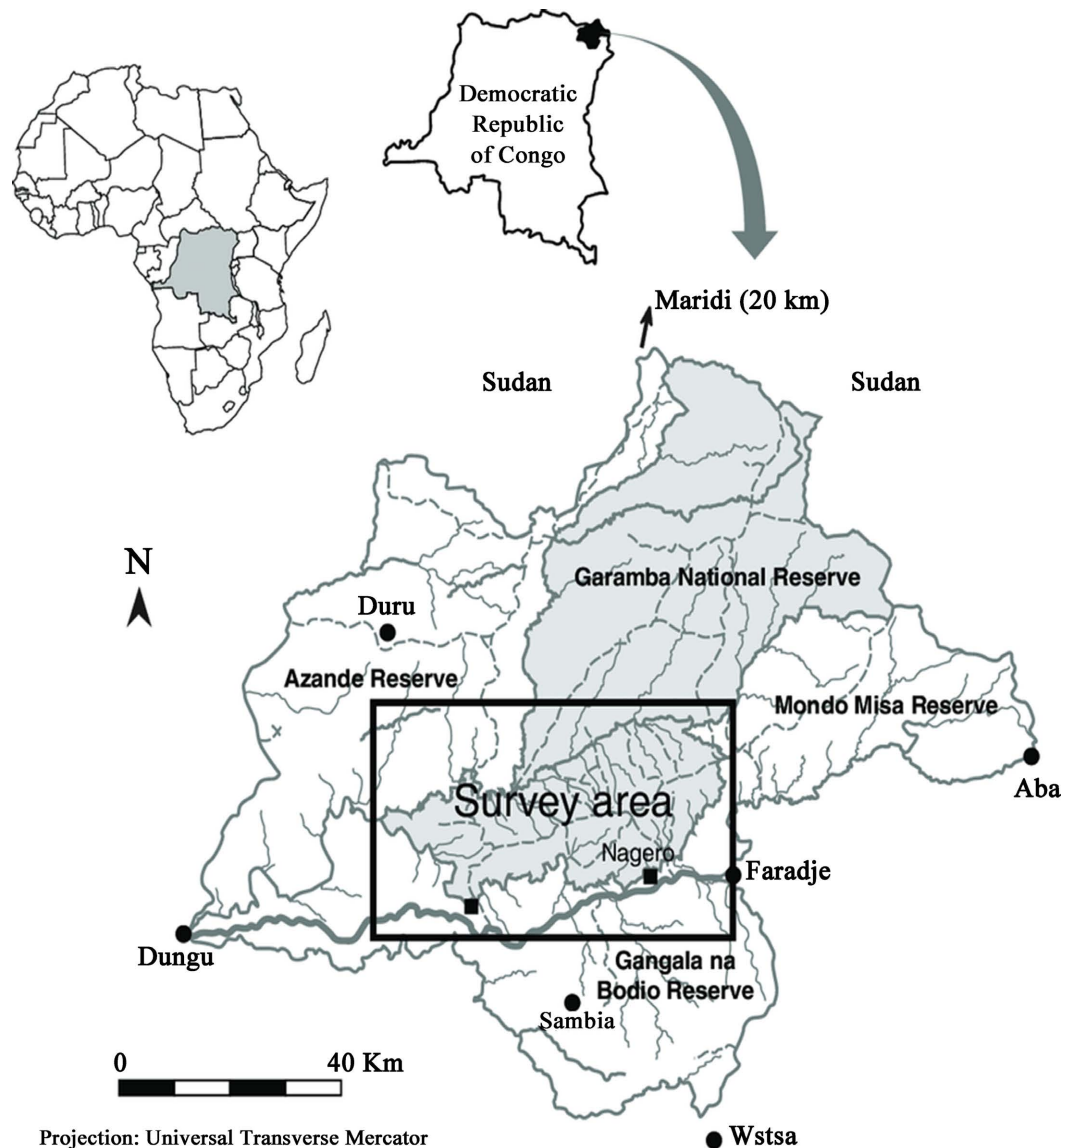 Democratic
Republic
of Congo
Maridi (20 km)
Sudan
Sudan
N
Garamba National Reserve
Duru
Azande Reserve
Mondo Misa Reserve
Aba
Survey area
Nagero
Faradje
Dungu
Gangala na
Bodio Reserve
Sambia
0
40 Km
Projection: Universal Transverse Mercator
Wstsa